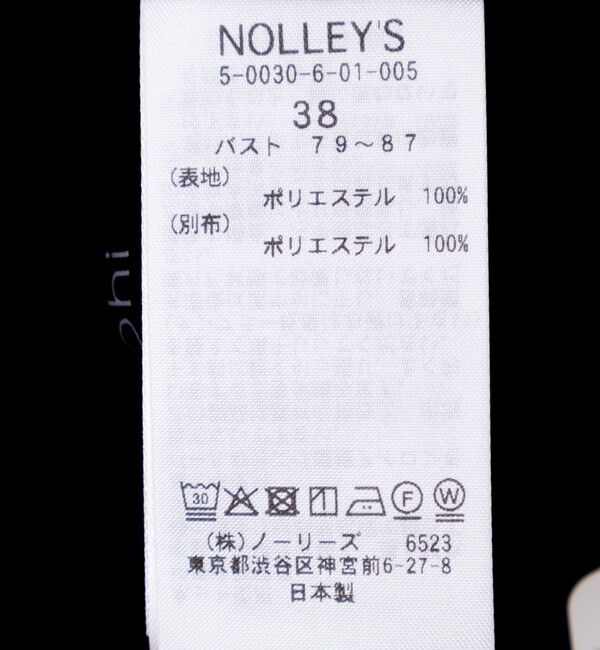 NOLLEY'S
5-0030-6-01-005
38
バスト 79～87
(表地)
ポリエステル 100%
(別布)
ポリエステル 100%
hi
30 F W
(株)ノーリーズ 6523
東京都渋谷区神宮前6-27-8
日本製